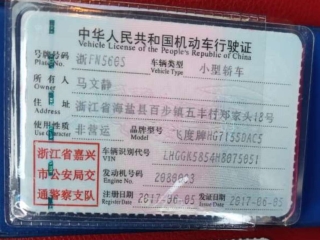 中华人民共和国机动车行驶证
Vehicle License of the People's Republic of China
号牌号码 浙FN5665 车辆类型 小型轿车
Plate No. Vehicle Type
所有人 马文静
Owner
住址 浙江省海盐县百步镇五丰村郑家头18号
Address
使用性质 非营运 品牌型号 飞度牌HG7155DAC5
Model
浙江省嘉兴 车辆识别代号 LHGGK5854H8075051
VIN
市公安局交 发动机号码 2080023
Engine No.
通警察支队 注册日期 2017-06-05 发证日期 2017-06-05
Register Date Issue Date